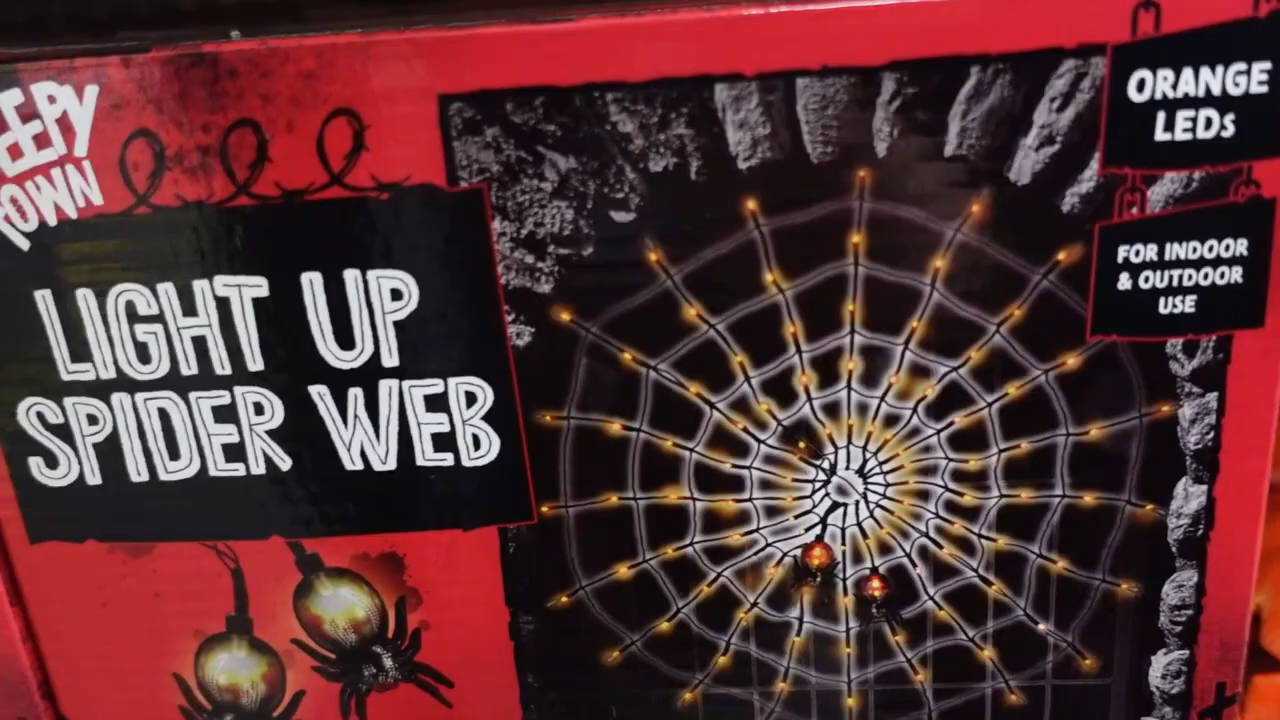 EEPY
TOWN
LIGHT UP
SPIDER WEB
ORANGE
LEDs
FOR INDOOR
& OUTDOOR
USE